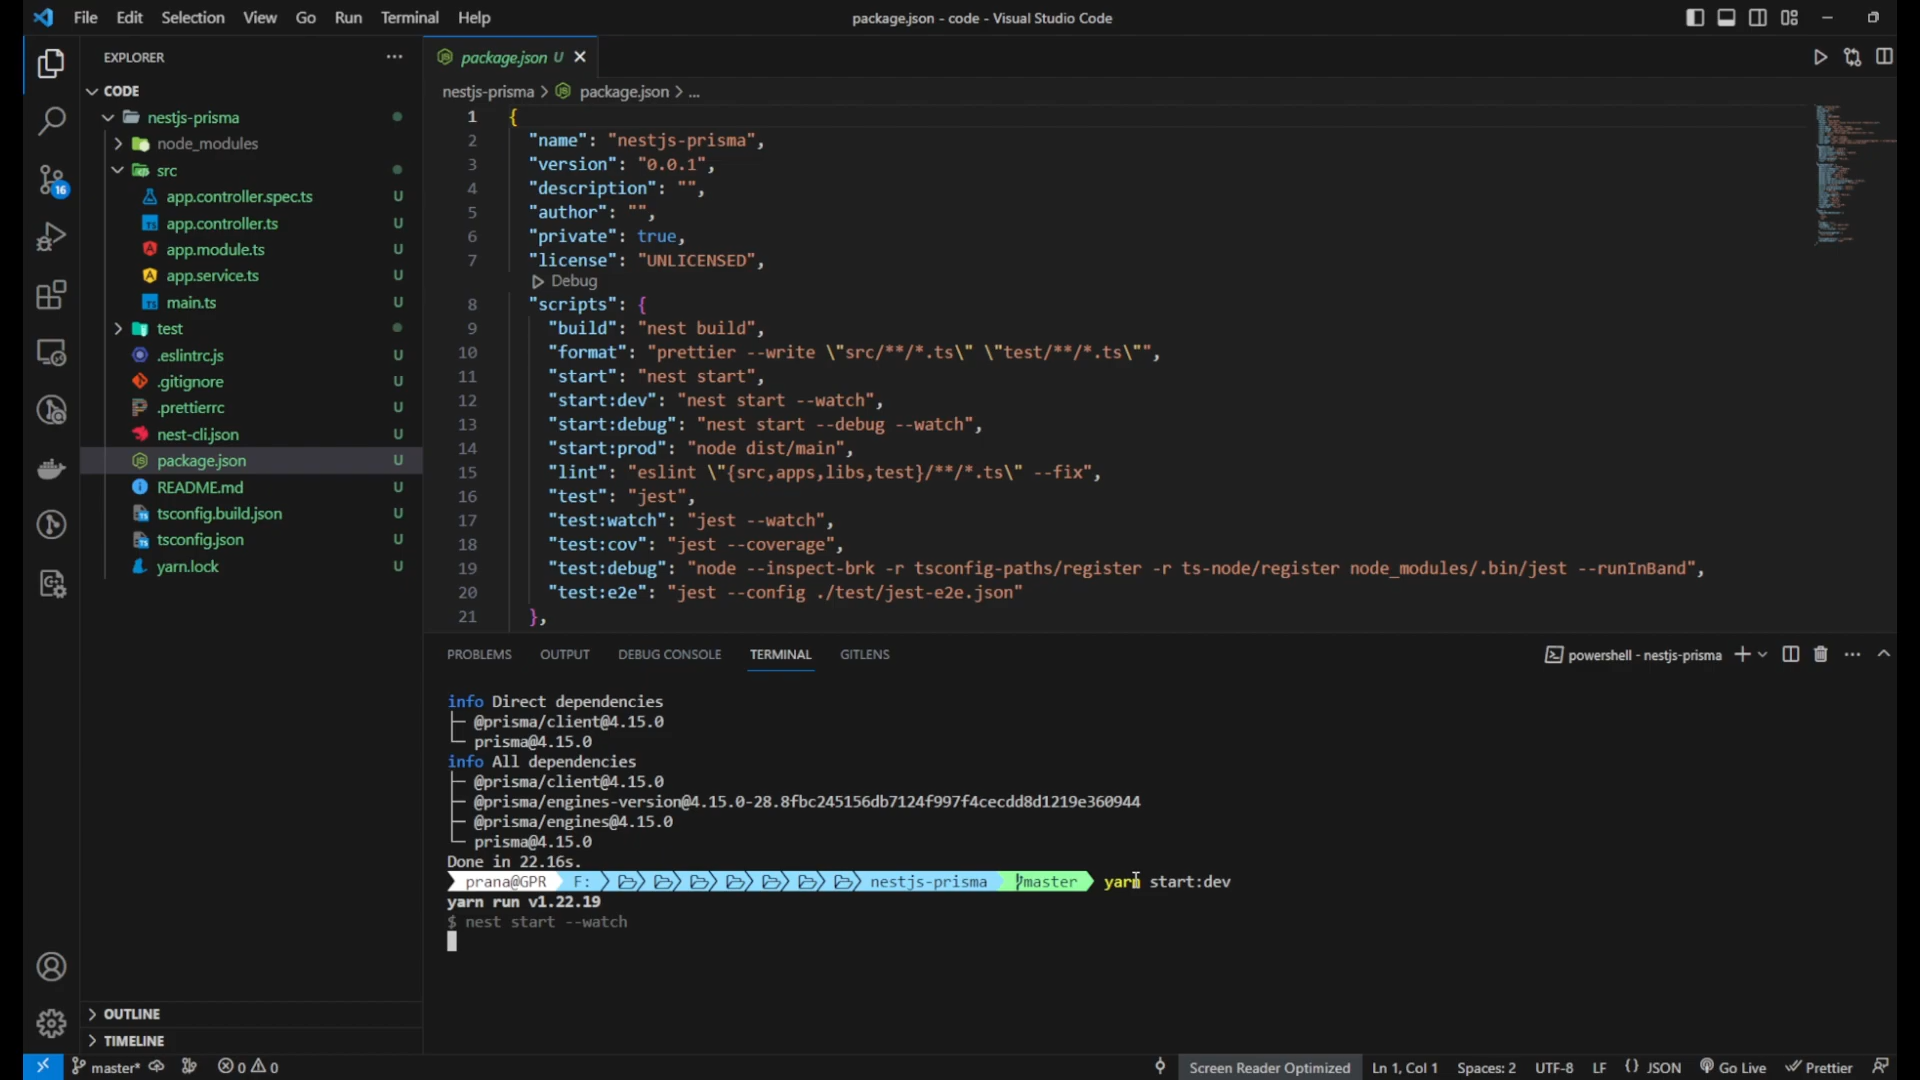 File Edit Selection View Go Run Terminal Help
package.json - code - Visual Studio Code
EXPLORER
CODE
nestjs-prisma
node_modules
src
app.controller.spec.ts U
app.controller.ts U
app.module.ts U
app.service.ts U
main.ts U
test
.eslintrc.js U
.gitignore U
.prettierrc U
nest-cli.json U
package.json U
README.md U
tsconfig.build.json U
tsconfig.json U
yarn.lock U
OUTLINE
TIMELINE
16
package.json U
nestjs-prisma > package.json > ...
1 {
2 "name": "nestjs-prisma",
3 "version": "0.0.1",
4 "description": "",
5 "author": "",
6 "private": true,
7 "license": "UNLICENSED",
Debug
8 "scripts": {
9 "build": "nest build",
10 "format": "prettier --write \"src/**/*.ts\" \"test/**/*.ts\"",
11 "start": "nest start",
12 "start:dev": "nest start --watch",
13 "start:debug": "nest start --debug --watch",
14 "start:prod": "node dist/main",
15 "lint": "eslint \"{src,apps,libs,test}/**/*.ts\" --fix",
16 "test": "jest",
17 "test:watch": "jest --watch",
18 "test:cov": "jest --coverage",
19 "test:debug": "node --inspect-brk -r tsconfig-paths/register -r ts-node/register node_modules/.bin/jest --runInBand",
20 "test:e2e": "jest --config ./test/jest-e2e.json"
21 },
PROBLEMS OUTPUT DEBUG CONSOLE TERMINAL GITLENS
powershell - nestjs-prisma
info Direct dependencies
├─ @prisma/client@4.15.0
└─ prisma@4.15.0
info All dependencies
├─ @prisma/client@4.15.0
├─ @prisma/engines-version@4.15.0-28.8fbc245156db7124f997f4cecdd8d1219e360944
├─ @prisma/engines@4.15.0
└─ prisma@4.15.0
Done in 22.16s.
prana@GPR F: nestjs-prisma master yarn start:dev
yarn run v1.22.19
$ nest start --watch
master* 0 0
Screen Reader Optimized Ln 1, Col 1 Spaces: 2 UTF-8 LF {} JSON Go Live Prettier